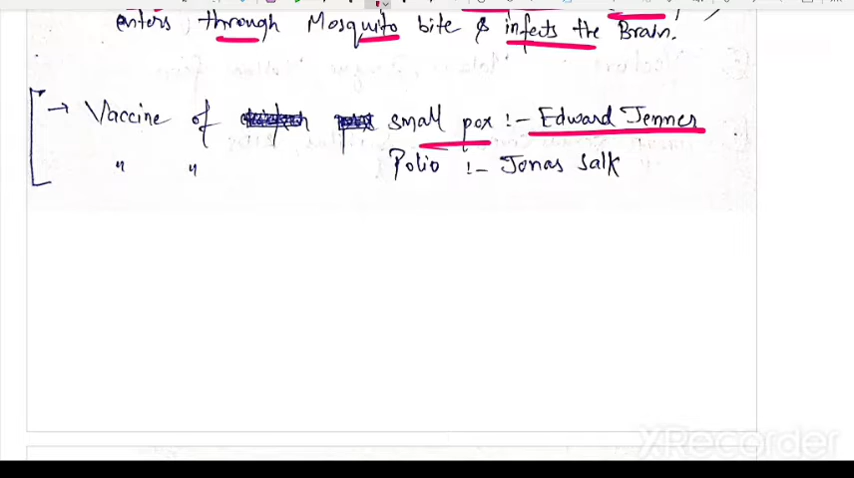 enters through Mosquito bite & infects the Brain.
→ Vaccine of small pox :- Edward Jenner
" " Polio :- Jonas Salk
XRecorder